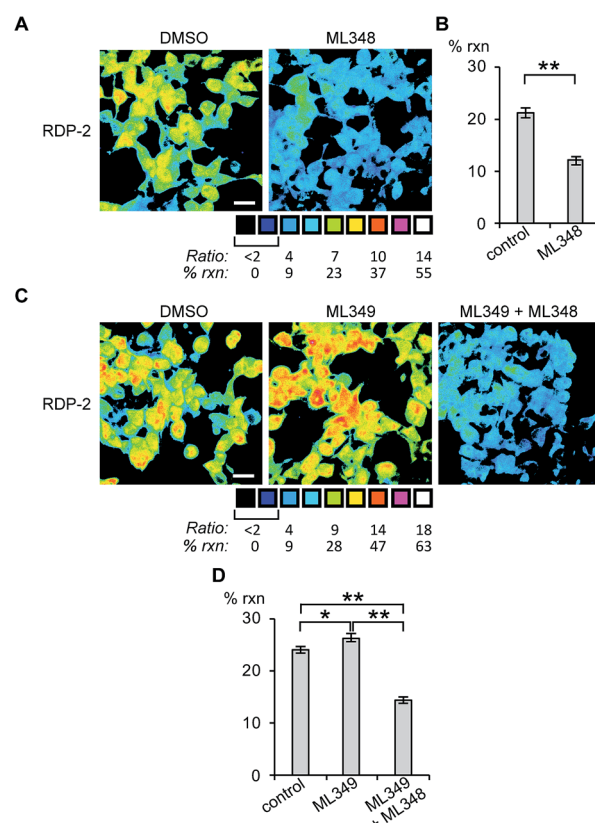 A
DMSO
ML348
RDP-2
Ratio: <2 4 7 10 14
% rxn: 0 9 23 37 55
B
% rxn
**
30
20
10
0
control
ML348
C
DMSO
ML349
ML349 + ML348
RDP-2
Ratio: <2 4 9 14 18
% rxn: 0 9 28 47 63
D
% rxn
**
* **
30
20
10
0
control
ML349
ML349
+ ML348